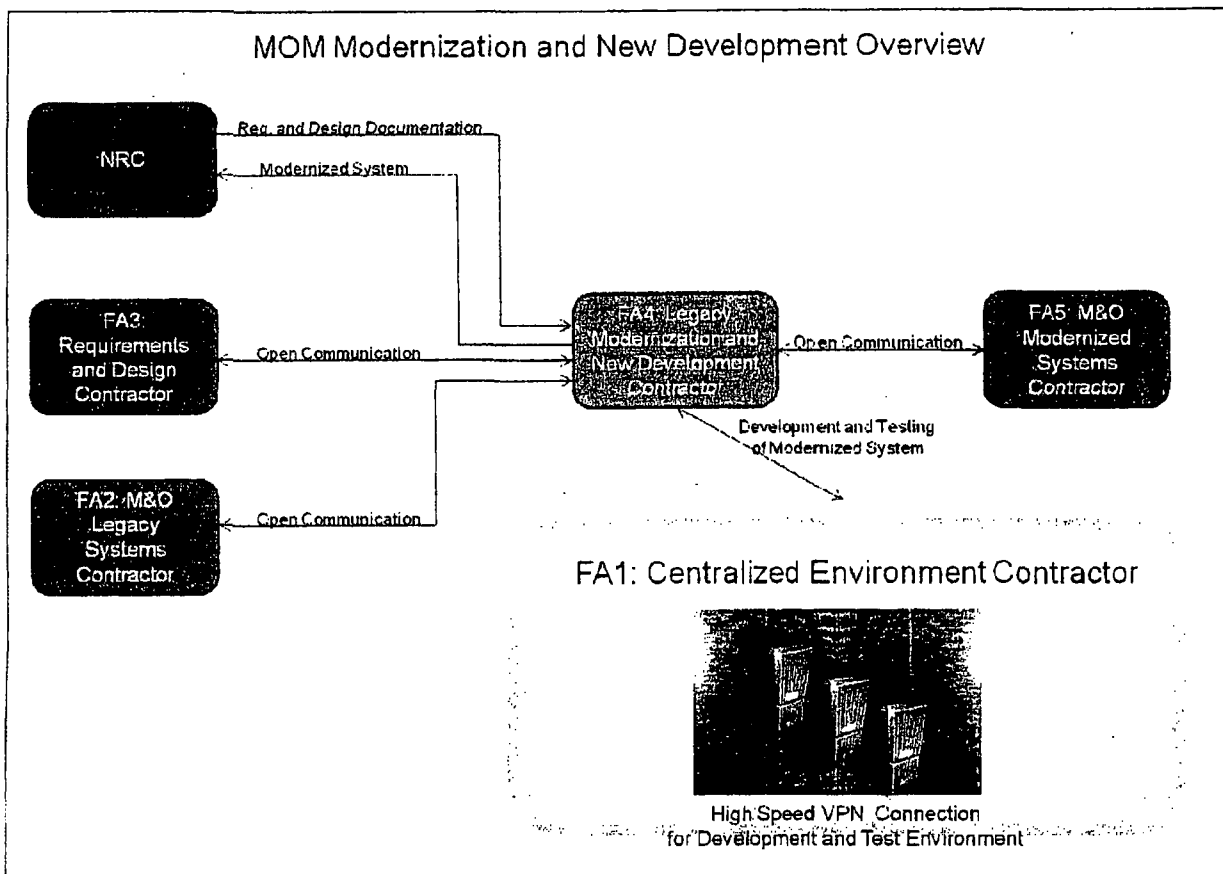 MOM Modernization and New Development Overview
NRC
Req. and Design Documentation
Modernized System
FA3:
Requirements
and Design
Contractor
Open Communication
FA4: Legacy
Modernization and
New Development
Contractor
Open Communication
FA5: M&O
Modernized
Systems
Contractor
Development and Testing
of Modernized System
FA2: M&O
Legacy
Systems
Contractor
Open Communication
FA1: Centralized Environment Contractor
High Speed VPN Connection
for Development and Test Environment